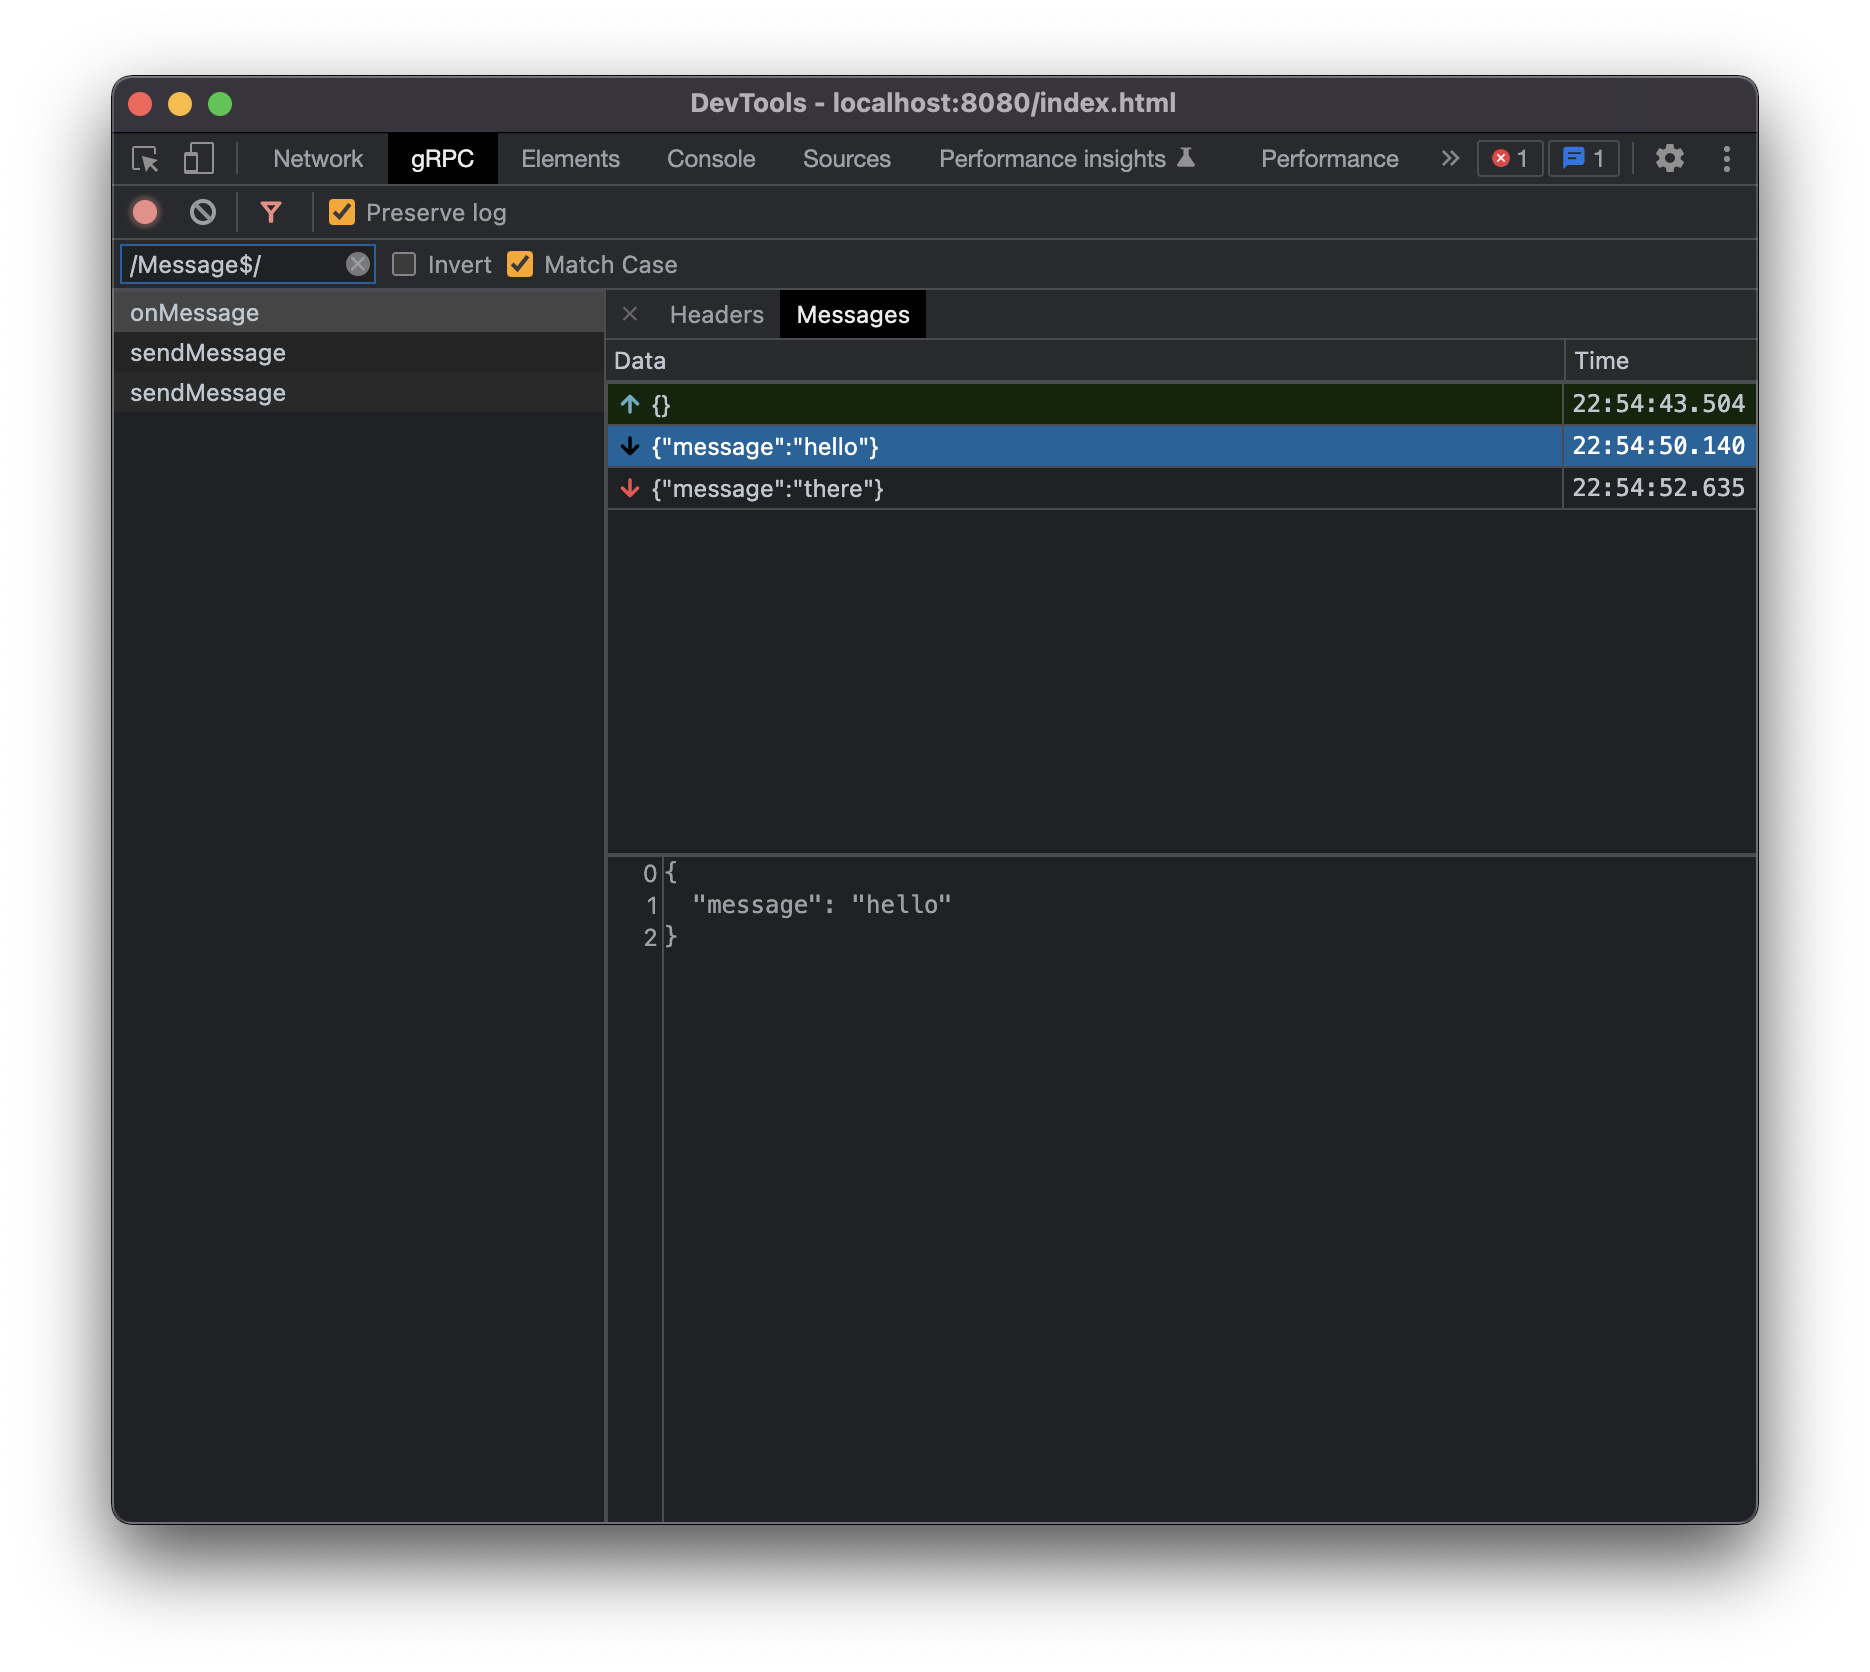 DevTools - localhost:8080/index.html
Network gRPC Elements Console Sources Performance insights Performance » 1 1
Preserve log
/Message$/ Invert Match Case
onMessage
sendMessage
sendMessage
Headers Messages
Data Time
{} 22:54:43.504
{"message":"hello"} 22:54:50.140
{"message":"there"} 22:54:52.635
0 {
1 "message": "hello"
2 }